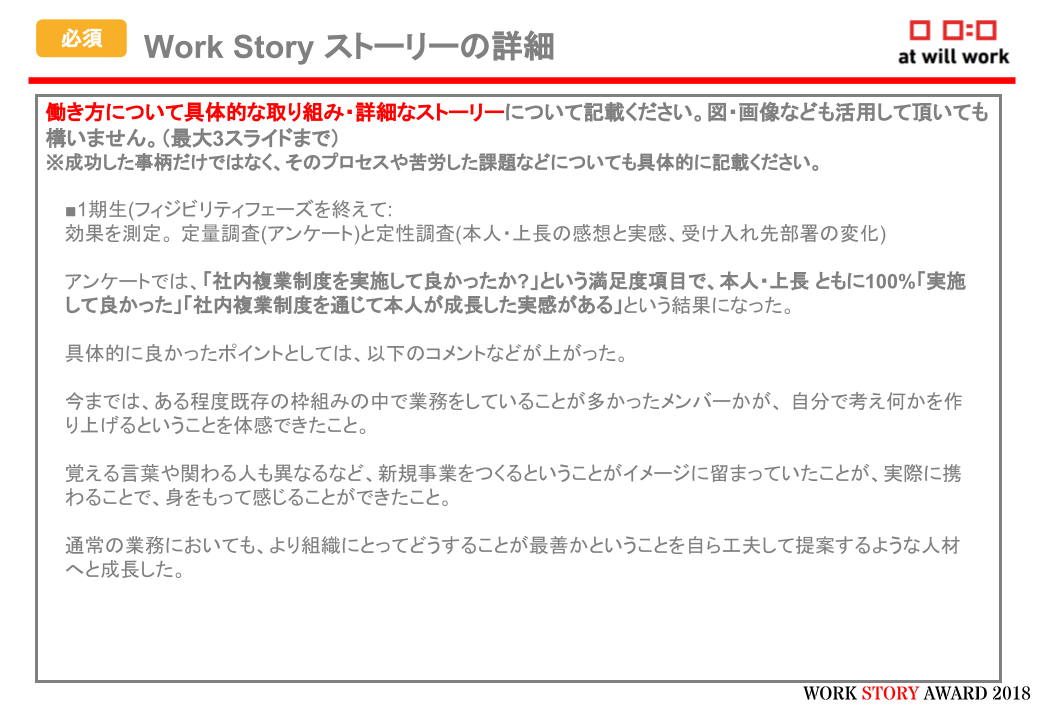 必須
Work Story ストーリーの詳細
at will work
働き方について具体的な取り組み・詳細なストーリーについて記載ください。図・画像なども活用して頂いても
構いません。（最大3スライドまで）
※成功した事柄だけではなく、そのプロセスや苦労した課題などについても具体的に記載ください。
■1期生(フィジビリティフェーズを終えて:
効果を測定。定量調査(アンケート)と定性調査(本人・上長の感想と実感、受け入れ先部署の変化)
アンケートでは、「社内複業制度を実施して良かったか?」という満足度項目で、本人・上長 ともに100%「実施
して良かった」「社内複業制度を通じて本人が成長した実感がある」という結果になった。
具体的に良かったポイントとしては、以下のコメントなどが上がった。
今までは、ある程度既存の枠組みの中で業務をしていることが多かったメンバーかが、 自分で考え何かを作
り上げるということを体感できたこと。
覚える言葉や関わる人も異なるなど、新規事業をつくるということがイメージに留まっていたことが、実際に携
わることで、身をもって感じることができたこと。
通常の業務においても、より組織にとってどうすることが最善かということを自ら工夫して提案するような人材
へと成長した。
WORK STORY AWARD 2018